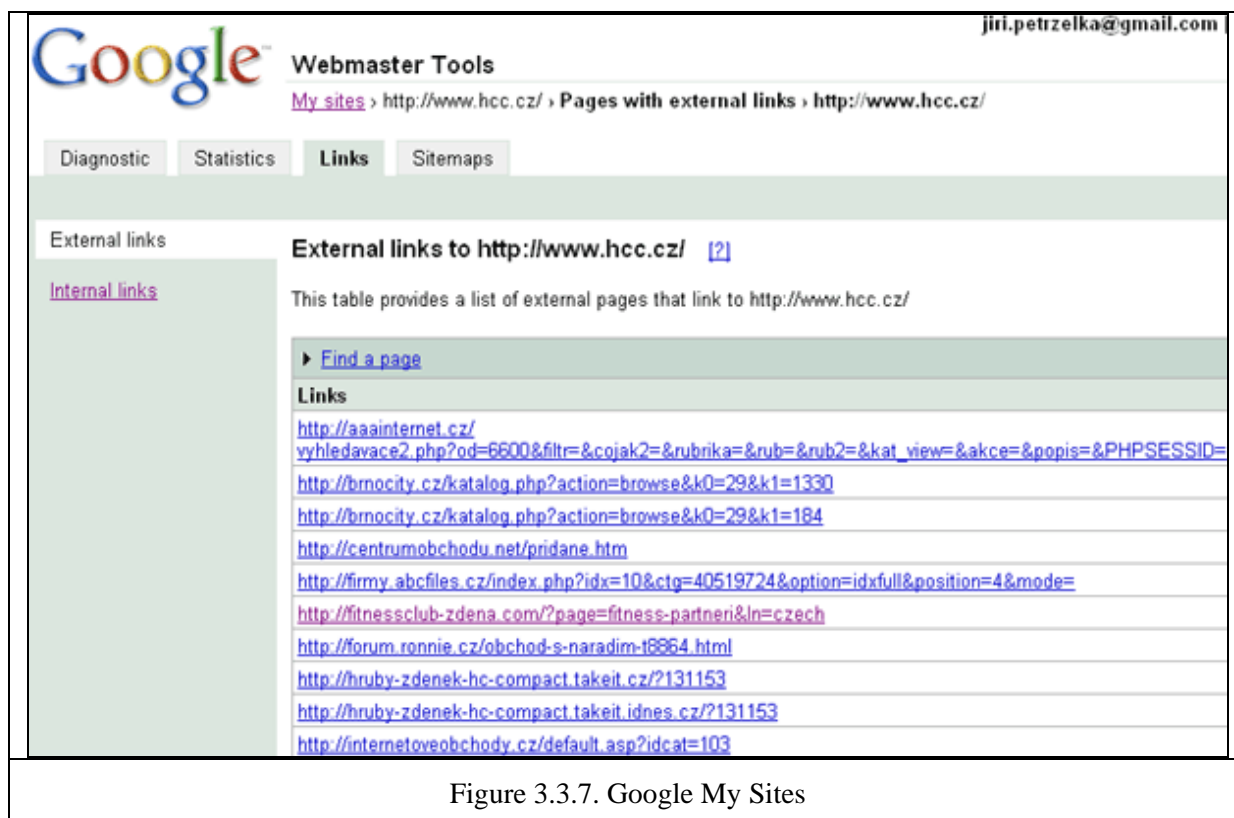 jiri.petrzelka@gmail.com |
Google
Webmaster Tools
My sites › http://www.hcc.cz/ › Pages with external links › http://www.hcc.cz/
Diagnostic Statistics Links Sitemaps
External links
Internal links
External links to http://www.hcc.cz/ [?]
This table provides a list of external pages that link to http://www.hcc.cz/
Find a page
Links
http://aaainternet.cz/
vyhledavace2.php?od=6600&filtr=&cojak2=&rubrika=&rub=&rub2=&kat_view=&akce=&popis=&PHPSESSID=
http://brnocity.cz/katalog.php?action=browse&k0=29&k1=1330
http://brnocity.cz/katalog.php?action=browse&k0=29&k1=184
http://centrumobchodu.net/pridane.htm
http://firmy.abcfiles.cz/index.php?idx=10&ctg=40519724&option=idxfull&position=4&mode=
http://fitnessclub-zdena.com/?page=fitness-partneri&ln=czech
http://forum.ronnie.cz/obchod-s-naradim-t8864.html
http://hruby-zdenek-hc-compact.takeit.cz/?131153
http://hruby-zdenek-hc-compact.takeit.idnes.cz/?131153
http://internetoveobchody.cz/default.asp?idcat=103
Figure 3.3.7. Google My Sites